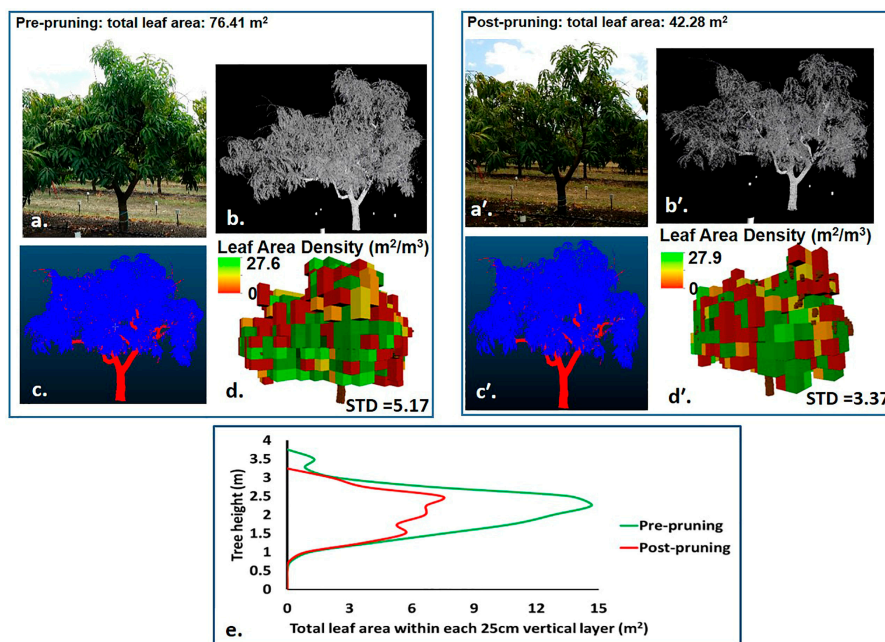 Pre-pruning: total leaf area: 76.41 m²
a.
b.
Leaf Area Density (m²/m³)
27.6
0
c.
d.
STD =5.17
Post-pruning: total leaf area: 42.28 m²
a′.
b′.
Leaf Area Density (m²/m³)
27.9
0
c′.
d′.
STD =3.37
Tree height (m)
4
3.5
3
2.5
2
1.5
1
0.5
0
0 3 6 9 12 15
Pre-pruning
Post-pruning
e.
Total leaf area within each 25cm vertical layer (m²)